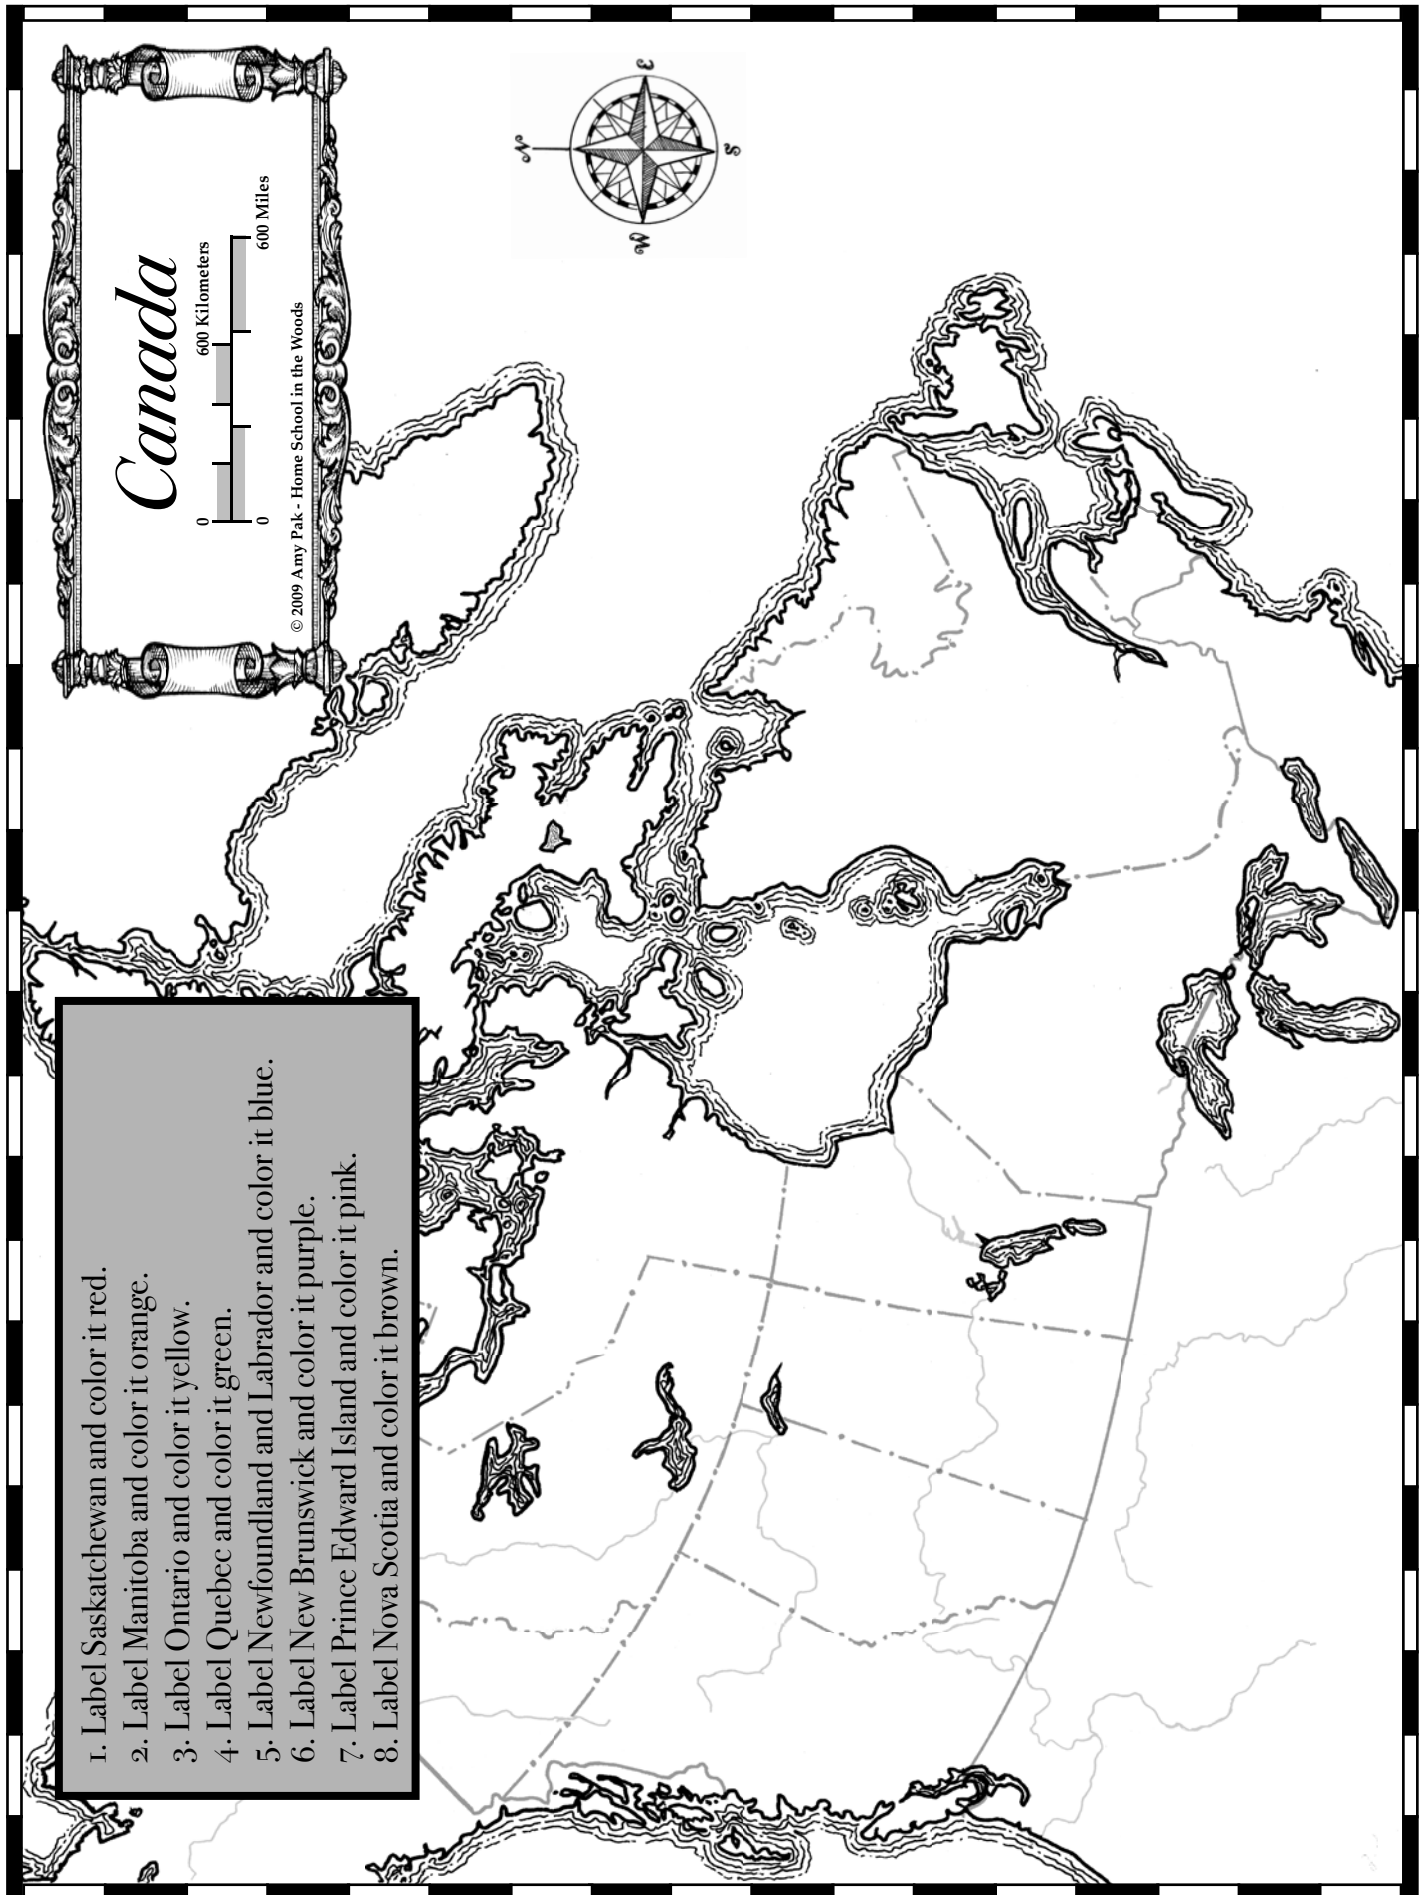 Canada
600 Kilometers
0
0
600 Miles
© 2009 Amy Pak - Home School in the Woods
N
W
E
S
1. Label Saskatchewan and color it red.
2. Label Manitoba and color it orange.
3. Label Ontario and color it yellow.
4. Label Quebec and color it green.
5. Label Newfoundland and Labrador and color it blue.
6. Label New Brunswick and color it purple.
7. Label Prince Edward Island and color it pink.
8. Label Nova Scotia and color it brown.